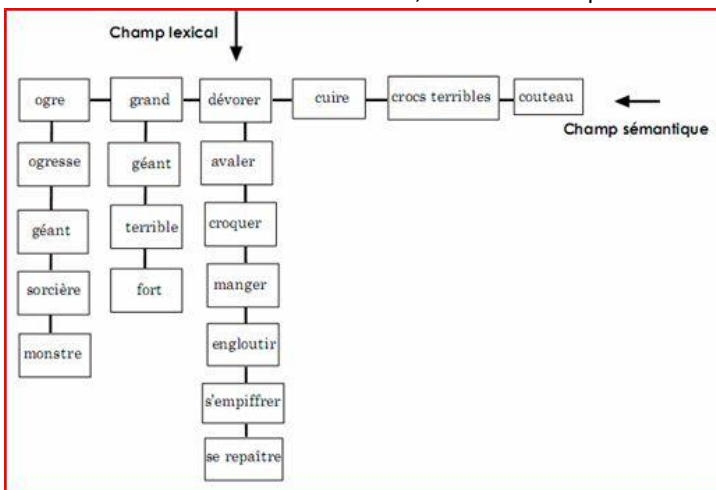 Champ lexical
ogre grand dévorer cuire crocs terribles couteau
Champ sémantique
ogresse géant avaler
géant terrible croquer
sorcière fort manger
monstre engloutir
s'empiffrer
se repaître